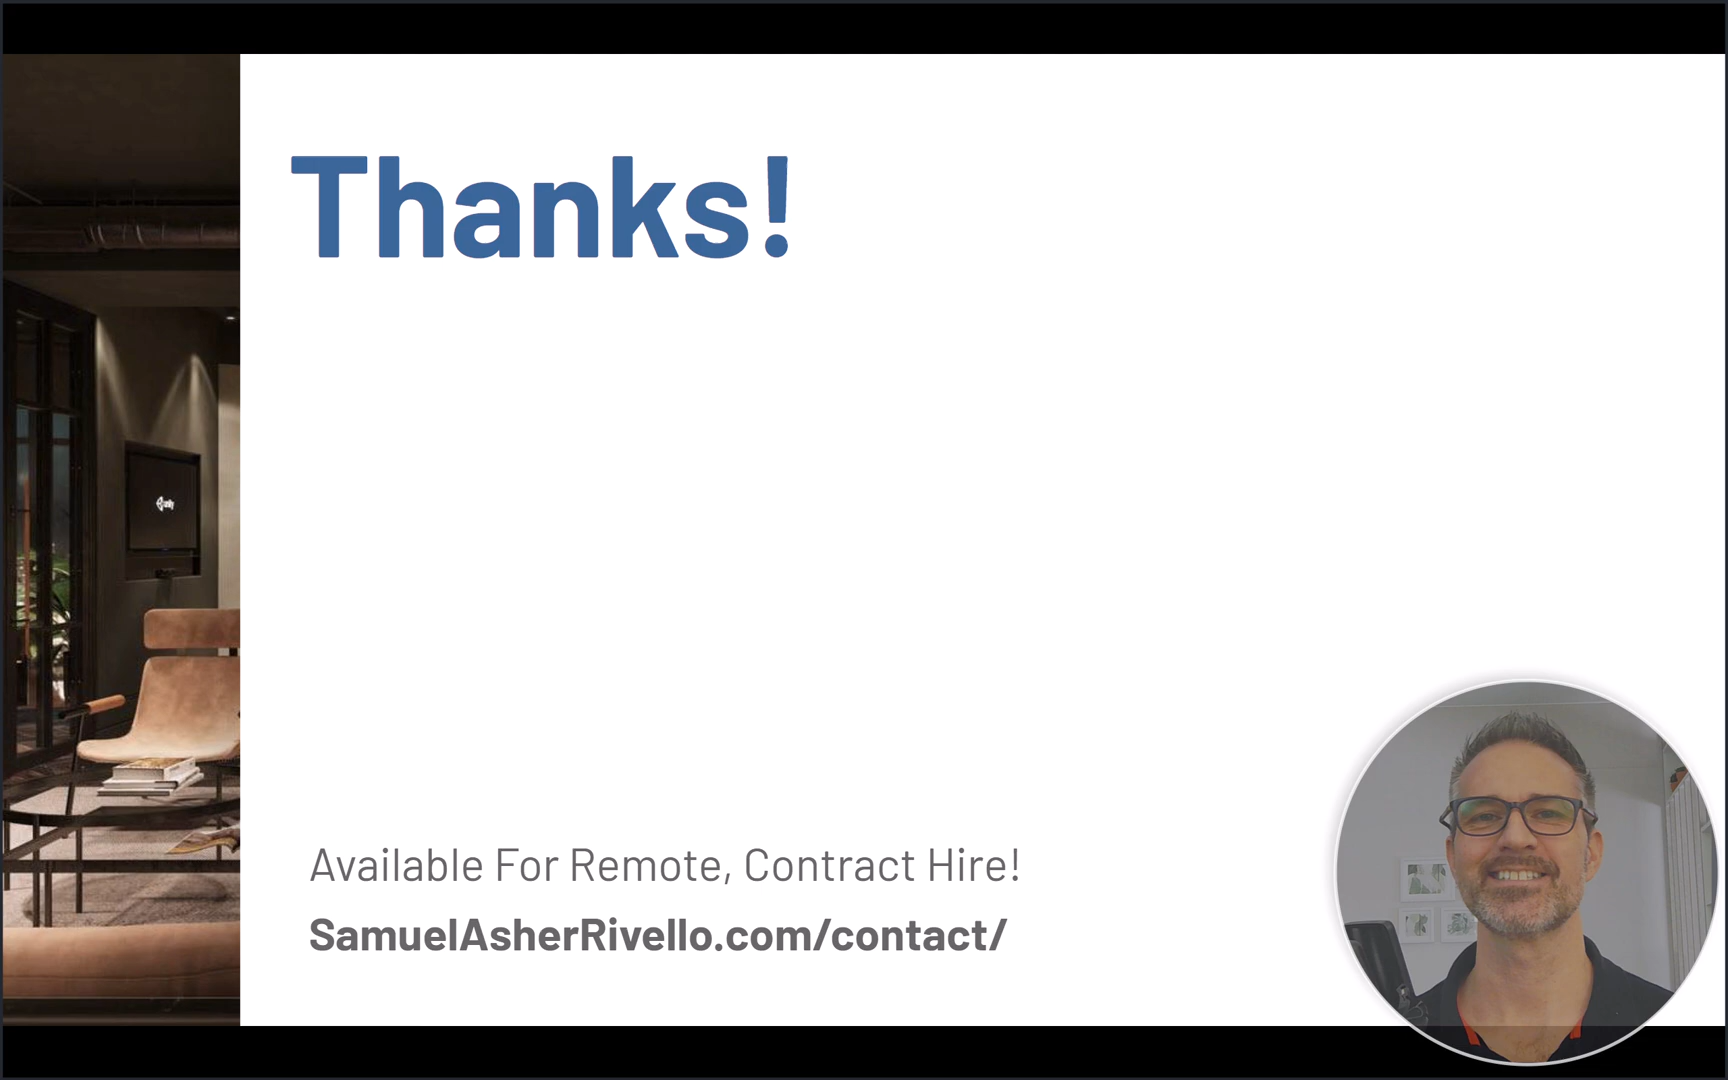 Thanks!
Available For Remote, Contract Hire!
SamuelAsherRivello.com/contact/